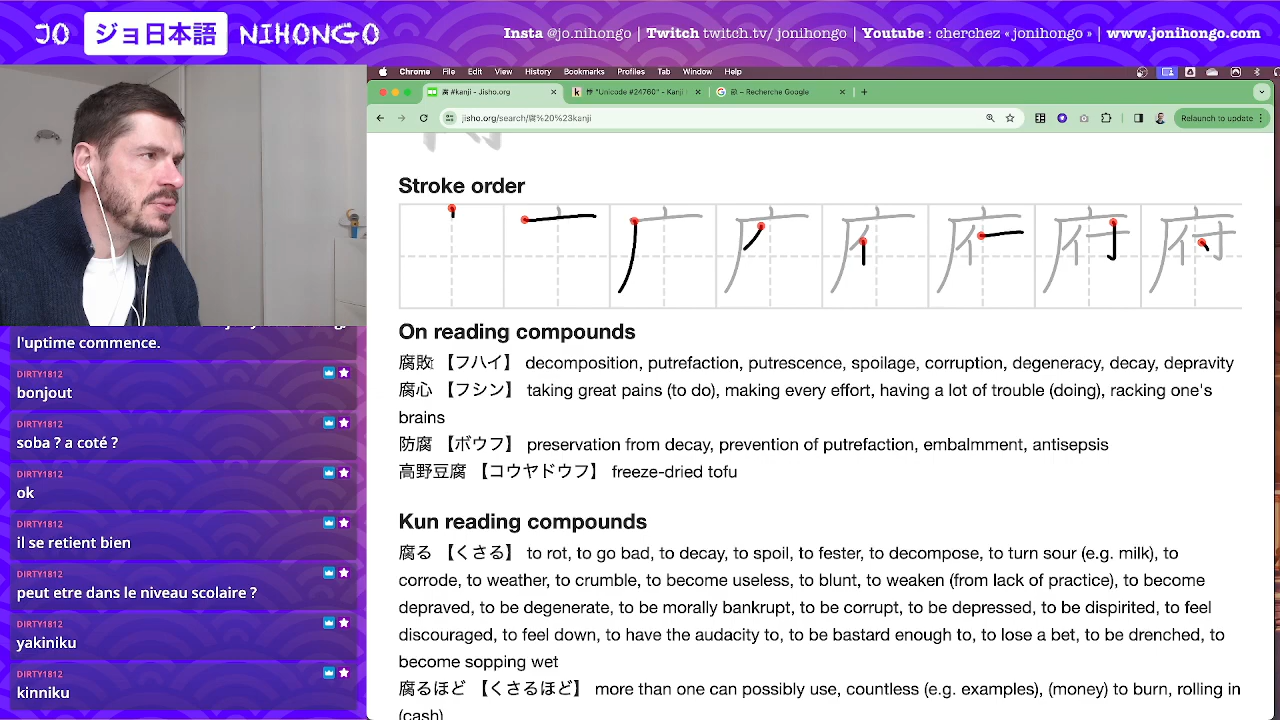 JO ジョ日本語 NIHONGO
Insta @jo.nihongo | Twitch twitch.tv/jonihongo | Youtube : cherchez «jonihongo » | www.jonihongo.com
Chrome File Edit View History Bookmarks Profiles Tab Window Help
腐 #kanji - Jisho.org
"Unicode #24760" - Kanji
– Recherche Google
jisho.org/search/腐%20%23kanji
Relaunch to update
Stroke order
On reading compounds
腐敗 【フハイ】 decomposition, putrefaction, putrescence, spoilage, corruption, degeneracy, decay, depravity
腐心 【フシン】 taking great pains (to do), making every effort, having a lot of trouble (doing), racking one's
brains
防腐 【ボウフ】 preservation from decay, prevention of putrefaction, embalmment, antisepsis
高野豆腐 【コウヤドウフ】 freeze-dried tofu
Kun reading compounds
腐る 【くさる】 to rot, to go bad, to decay, to spoil, to fester, to decompose, to turn sour (e.g. milk), to
corrode, to weather, to crumble, to become useless, to blunt, to weaken (from lack of practice), to become
depraved, to be degenerate, to be morally bankrupt, to be corrupt, to be depressed, to be dispirited, to feel
discouraged, to feel down, to have the audacity to, to be bastard enough to, to lose a bet, to be drenched, to
become sopping wet
腐るほど 【くさるほど】 more than one can possibly use, countless (e.g. examples), (money) to burn, rolling in
(cash)
l'uptime commence.
DIRTY1812
bonjout
DIRTY1812
soba ? a coté ?
DIRTY1812
ok
DIRTY1812
il se retient bien
DIRTY1812
peut etre dans le niveau scolaire ?
DIRTY1812
yakiniku
DIRTY1812
kinniku